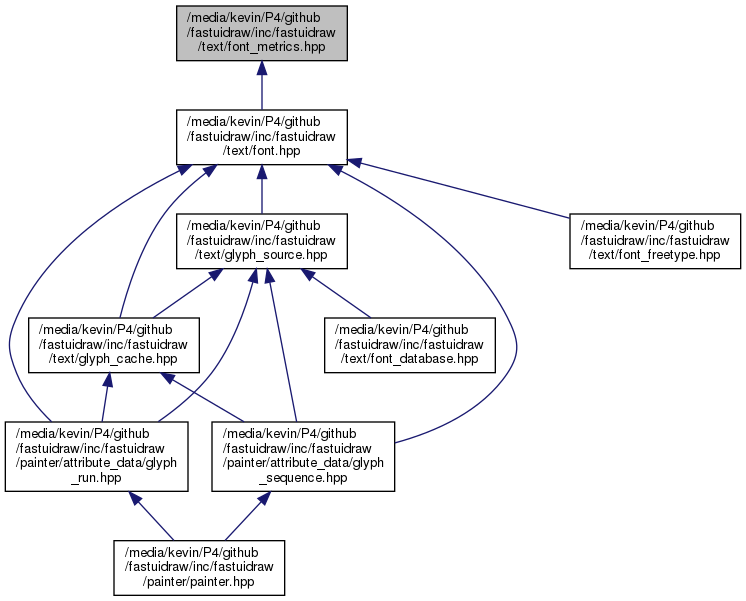 /media/kevin/P4/github
/fastuidraw/inc/fastuidraw
/text/font_metrics.hpp
/media/kevin/P4/github
/fastuidraw/inc/fastuidraw
/text/font.hpp
/media/kevin/P4/github
/fastuidraw/inc/fastuidraw
/text/glyph_source.hpp
/media/kevin/P4/github
/fastuidraw/inc/fastuidraw
/text/font_freetype.hpp
/media/kevin/P4/github
/fastuidraw/inc/fastuidraw
/text/glyph_cache.hpp
/media/kevin/P4/github
/fastuidraw/inc/fastuidraw
/text/font_database.hpp
/media/kevin/P4/github
/fastuidraw/inc/fastuidraw
/painter/attribute_data/glyph
_run.hpp
/media/kevin/P4/github
/fastuidraw/inc/fastuidraw
/painter/attribute_data/glyph
_sequence.hpp
/media/kevin/P4/github
/fastuidraw/inc/fastuidraw
/painter/painter.hpp